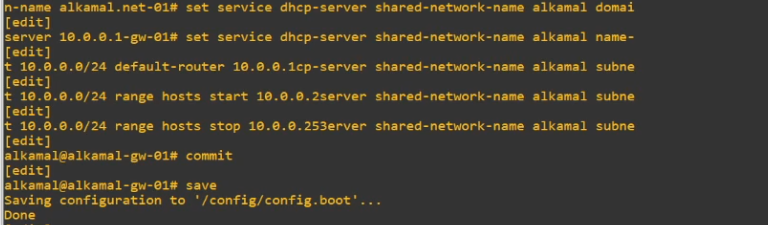 n-name alkamal.net-01# set service dhcp-server shared-network-name alkamal domai
[edit]
server 10.0.0.1-gw-01# set service dhcp-server shared-network-name alkamal name-
[edit]
t 10.0.0.0/24 default-router 10.0.0.1cp-server shared-network-name alkamal subne
[edit]
t 10.0.0.0/24 range hosts start 10.0.0.2server shared-network-name alkamal subne
[edit]
t 10.0.0.0/24 range hosts stop 10.0.0.253erver shared-network-name alkamal subne
[edit]
alkamal@alkamal-gw-01# commit
[edit]
alkamal@alkamal-gw-01# save
Saving configuration to '/config/config.boot'...
Done